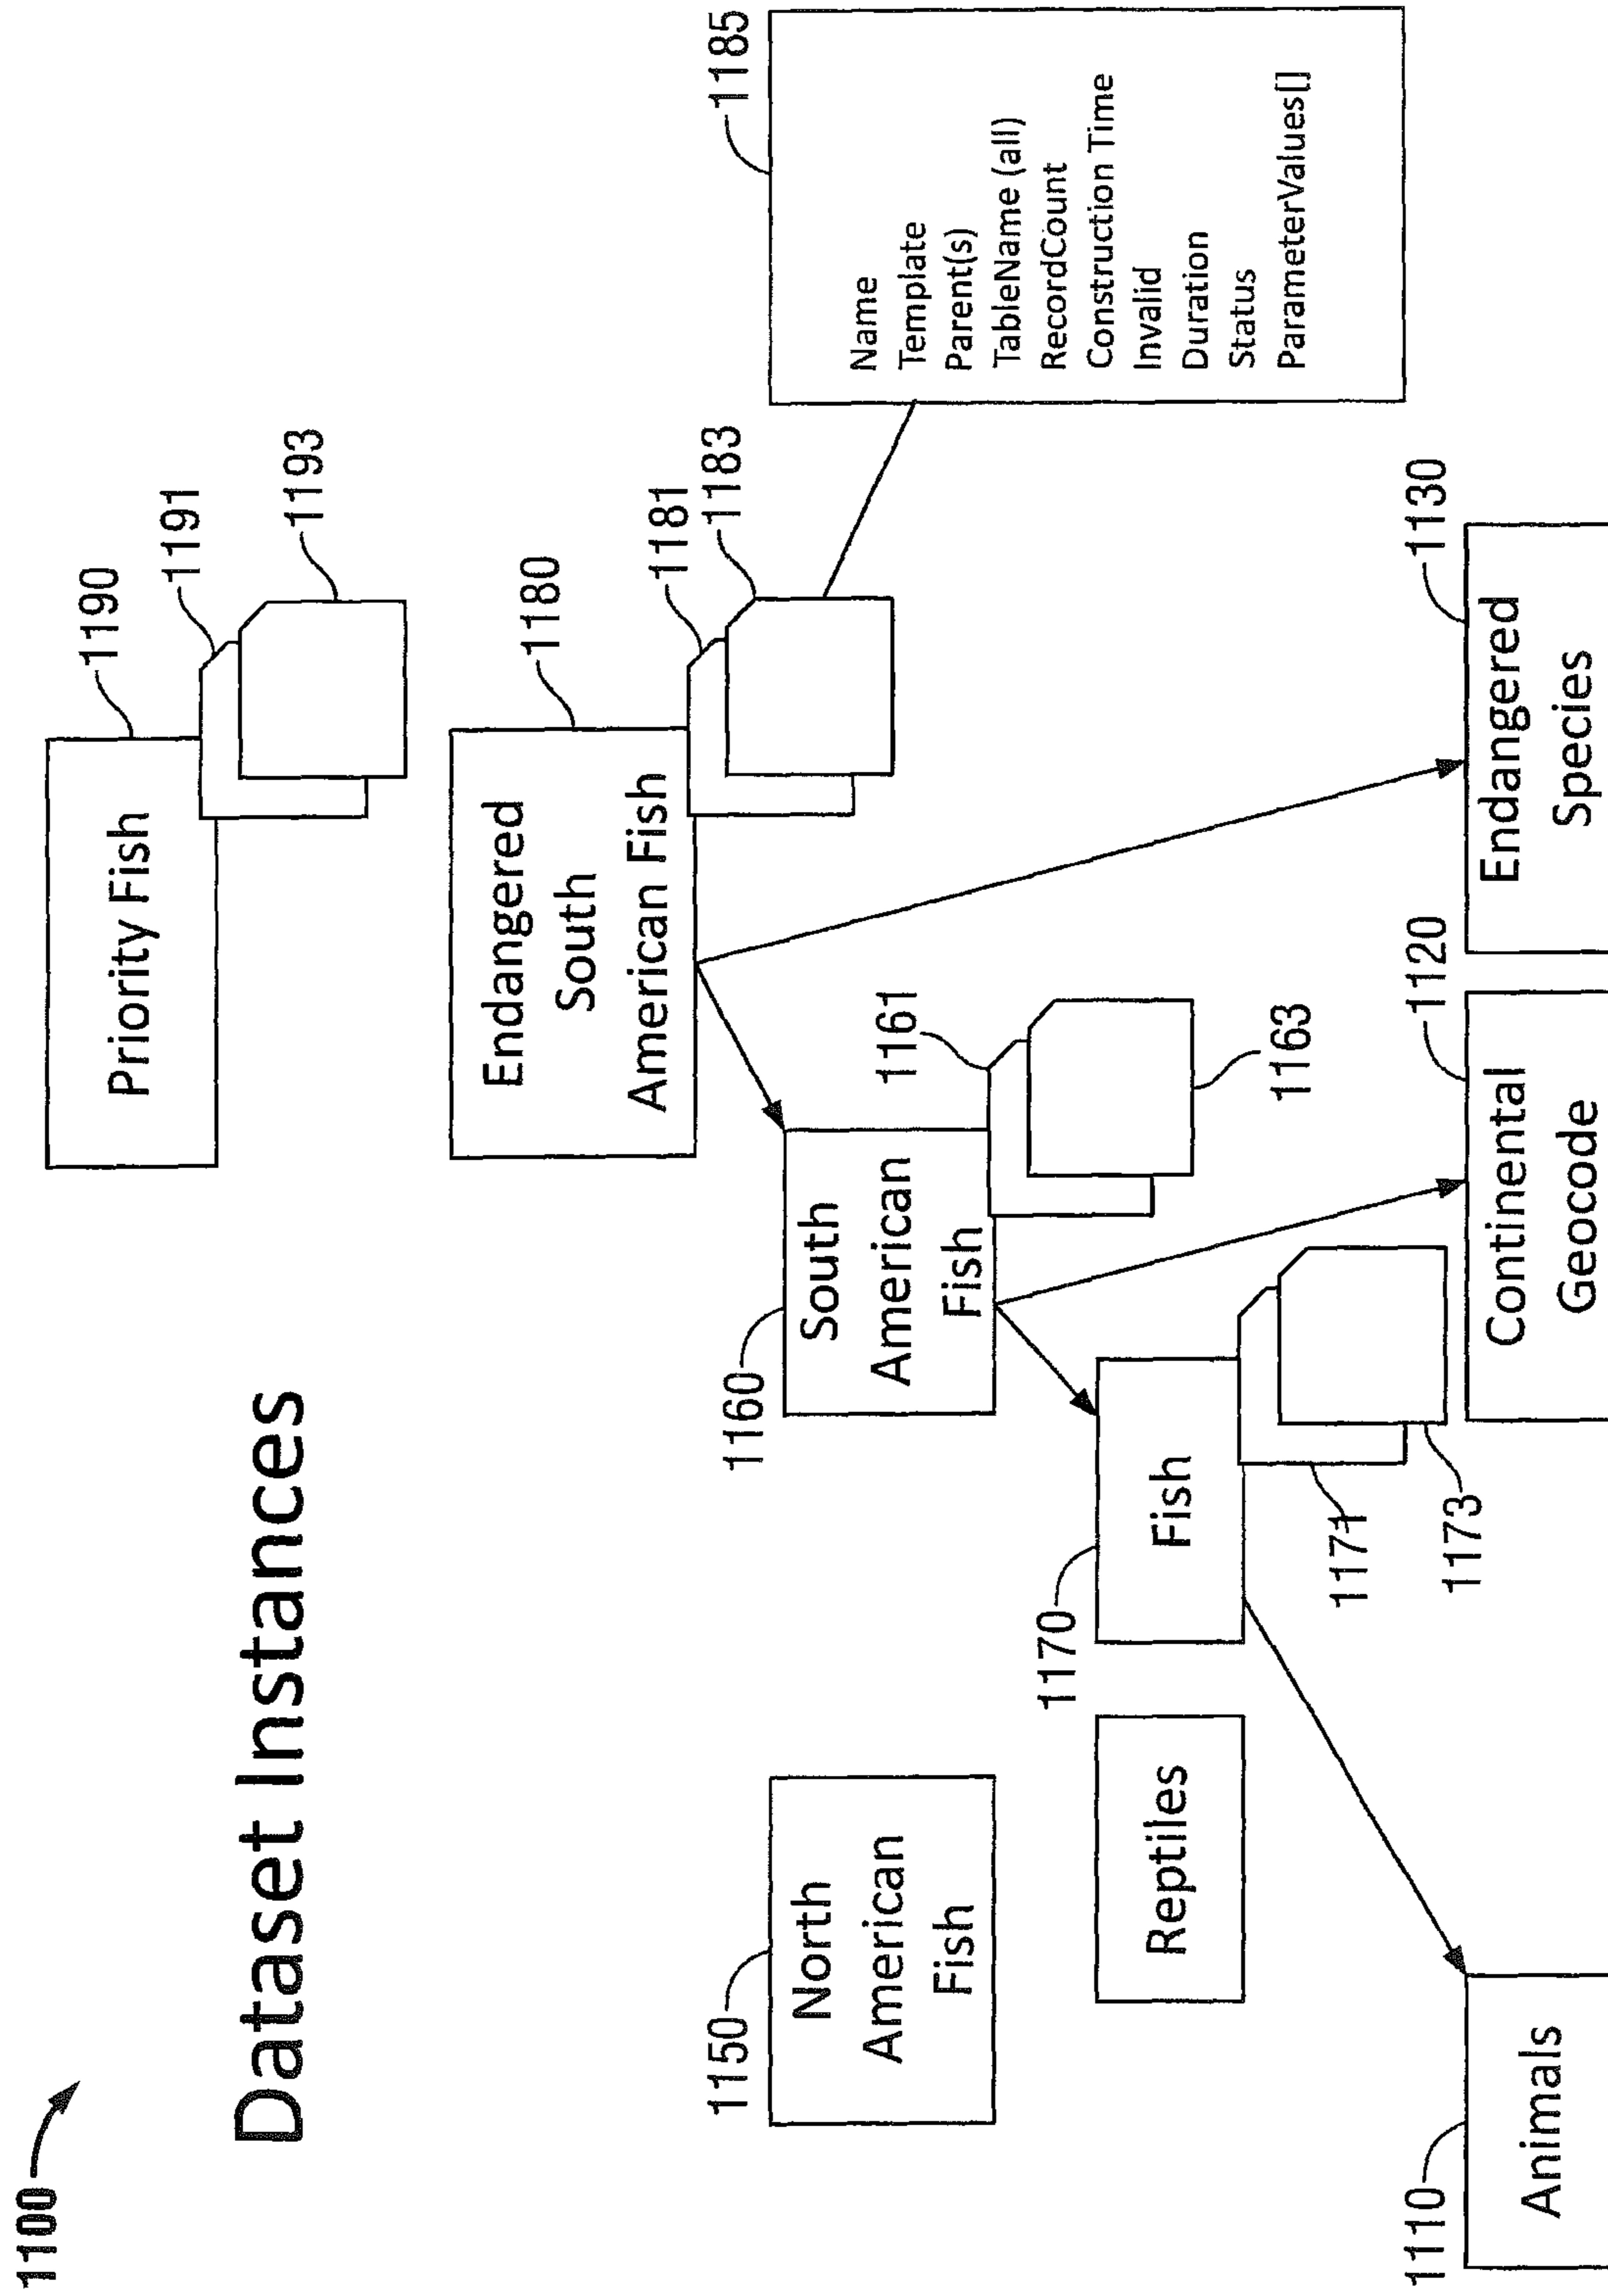 1100
Dataset Instances
1190
Priority Fish
1191
1193
1180
Endangered
South
American Fish
1181
1183
1185
Name
Template
Parent(s)
TableName (all)
RecordCount
Construction Time
Invalid
Duration
Status
ParameterValues[]
1150
North
American
Fish
1160
South
American
Fish
1161
1163
1170
Fish
1171
1173
Reptiles
1110
Animals
1120
Continental
Geocode
1130
Endangered
Species